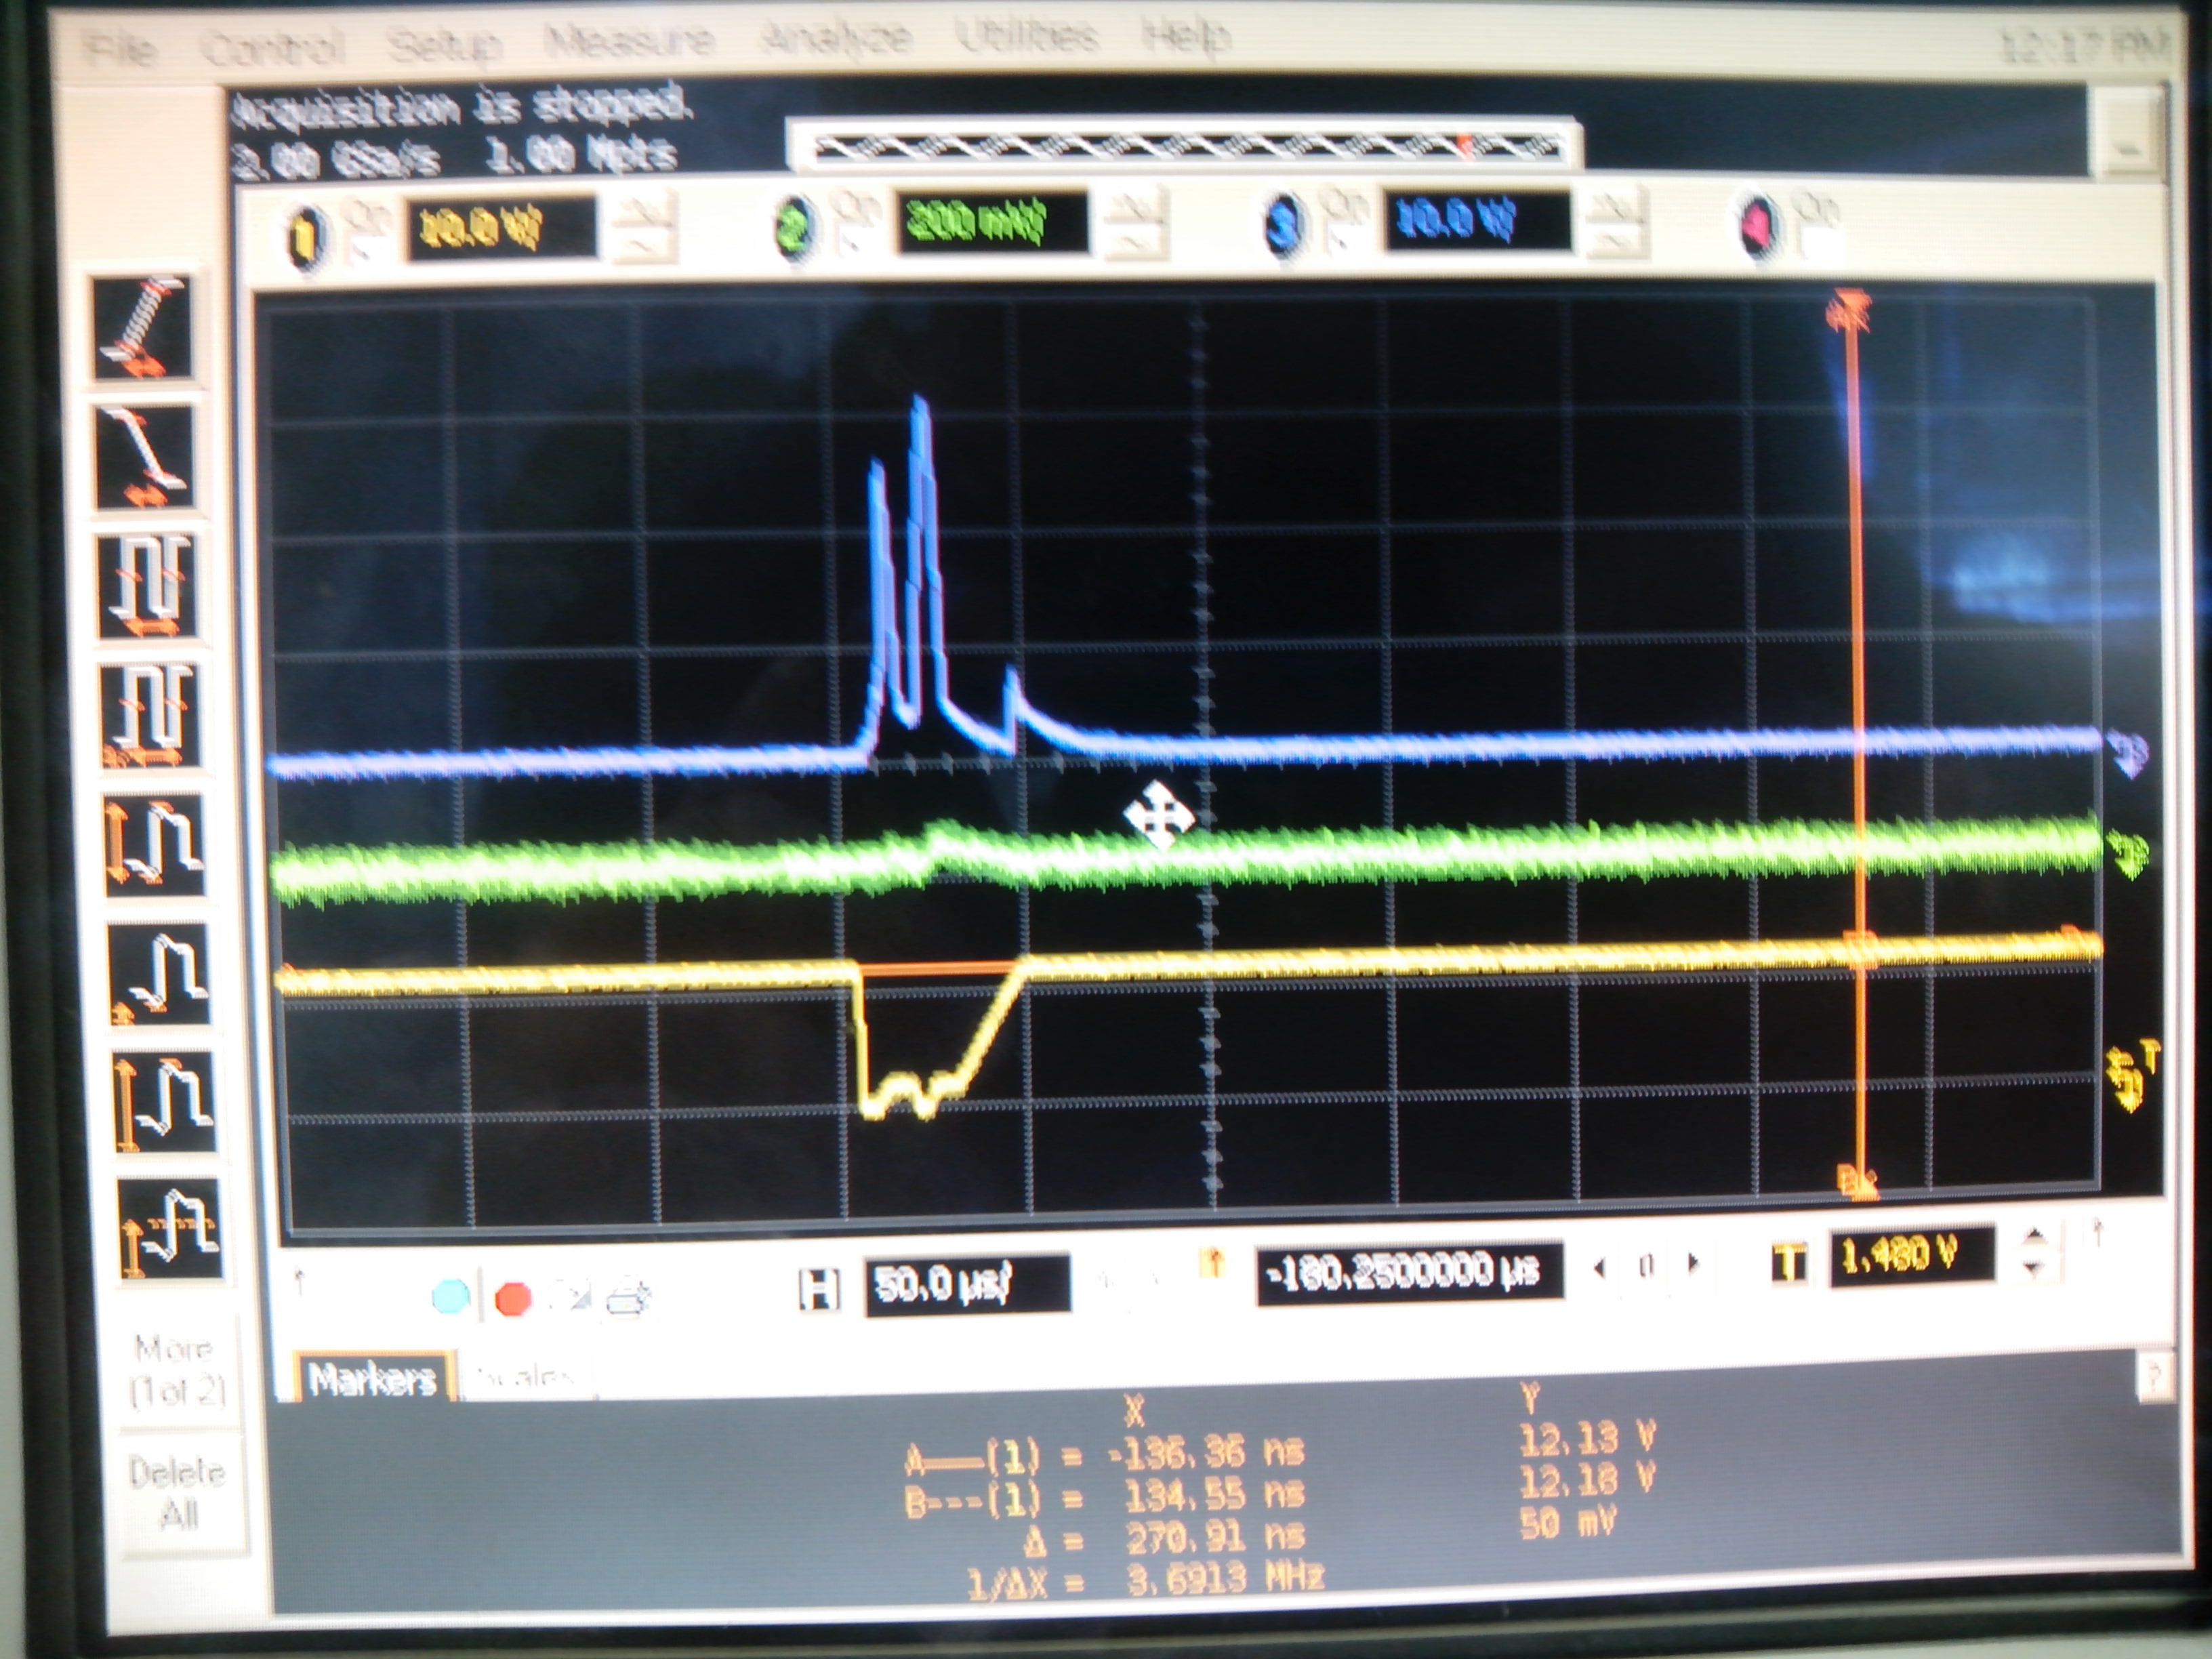 File Control Setup Measure Analyze Utilities Help 12:17 AM
Acquisition is stopped.
2.00 GSa/s 1.00 Mpts
1 On 10.0 V/ 2 On 200 mV/ 3 On 10.0 V/ 4 On
T
H 50.0 µs/ -180.2500000 µs 0 T 1.480 V
More
(1 of 2)
Delete
All
Markers Scales
?
X Y
A——(1) = -136.36 ns 12.13 V
B---(1) = 134.55 ns 12.18 V
Δ = 270.91 ns 50 mV
1/ΔX = 3.6913 MHz